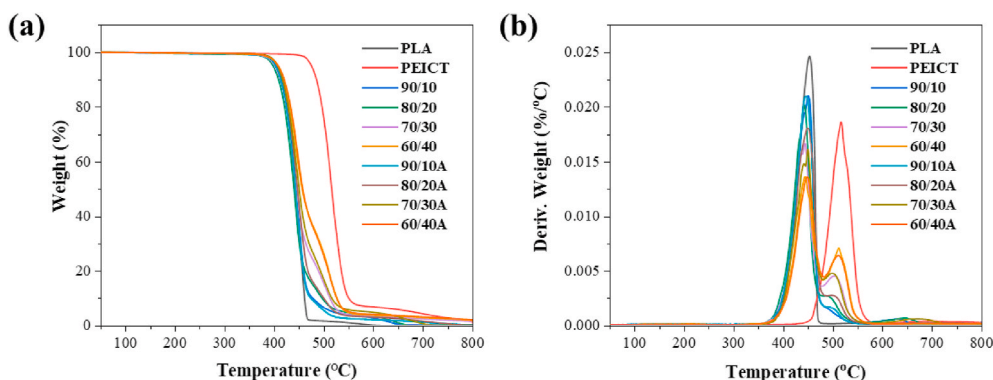 (a)
Weight (%)
100
80
60
40
20
0
PLA
PEICT
90/10
80/20
70/30
60/40
90/10A
80/20A
70/30A
60/40A
100 200 300 400 500 600 700 800
Temperature (℃)
(b)
Deriv. Weight (%/℃)
0.025
0.020
0.015
0.010
0.005
0.000
PLA
PEICT
90/10
80/20
70/30
60/40
90/10A
80/20A
70/30A
60/40A
100 200 300 400 500 600 700 800
Temperature (ºC)